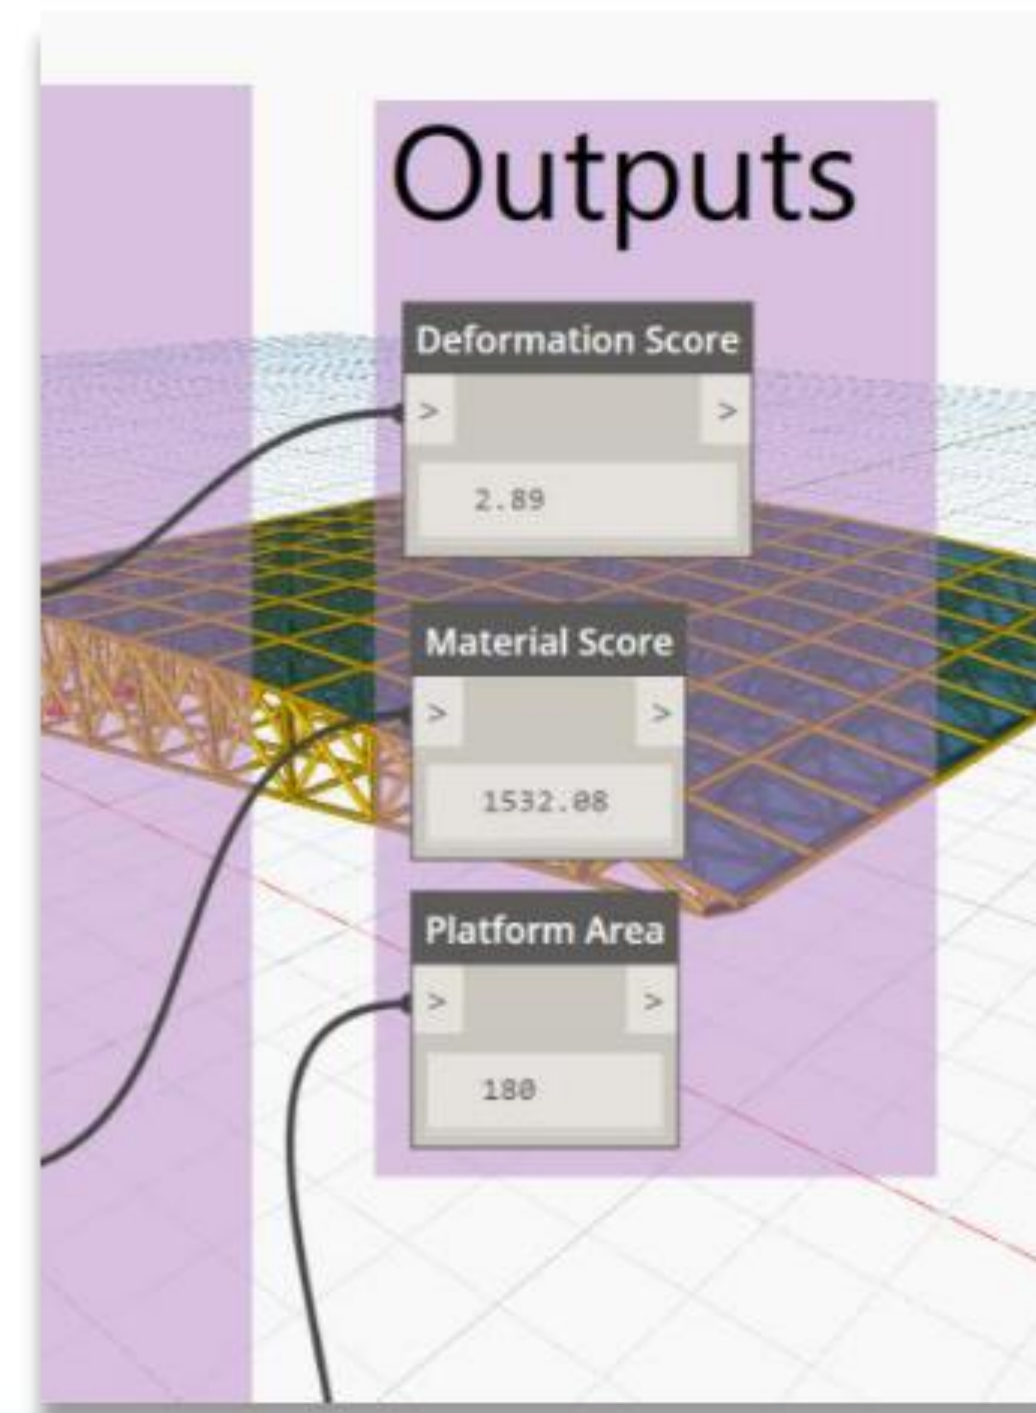 Outputs
Deformation Score
> >
2.89
Material Score
> >
1532.08
Platform Area
> >
180